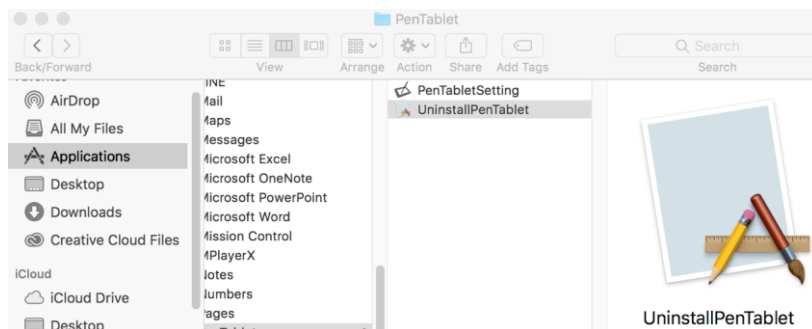 PenTablet
Search
Back/Forward
View
Arrange
Action
Share
Add Tags
Search
AirDrop
All My Files
Applications
Desktop
Downloads
Creative Cloud Files
iCloud
iCloud Drive
Desktop
Mail
Maps
Messages
Microsoft Excel
Microsoft OneNote
Microsoft PowerPoint
Microsoft Word
Mission Control
MPlayerX
Notes
Numbers
Pages
PenTabletSetting
UninstallPenTablet
UninstallPenTablet